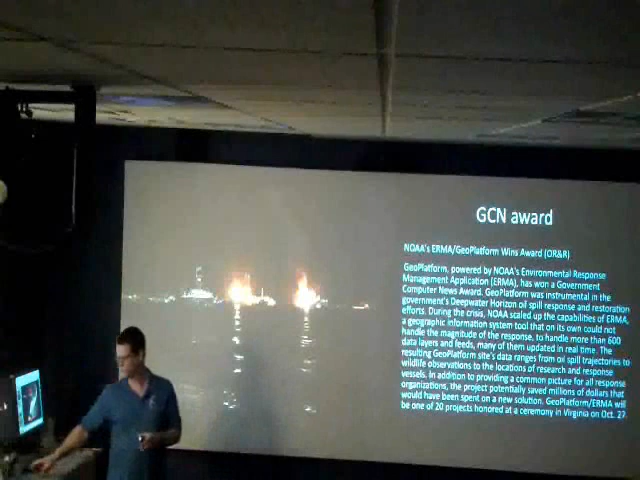 GCN award
NOAA's ERMA/GeoPlatform Wins Award (OR&R)
GeoPlatform, powered by NOAA's Environmental Response
Management Application (ERMA), has won a Government
Computer News Award. GeoPlatform was instrumental in the
government's Deepwater Horizon oil spill response and restoration
efforts. During the crisis, NOAA scaled up the capabilities of ERMA,
a geographic information system tool that on its own could not
handle the magnitude of the response, to handle more than 600
data layers and feeds, many of them updated in real time. The
resulting GeoPlatform site's data ranges from oil spill trajectories to
wildlife observations to the locations of research and response
vessels. In addition to providing a common picture for all response
organizations, the project potentially saved millions of dollars that
would have been spent on a new solution. GeoPlatform/ERMA will
be one of 20 projects honored at a ceremony in Virginia on Oct. 27.